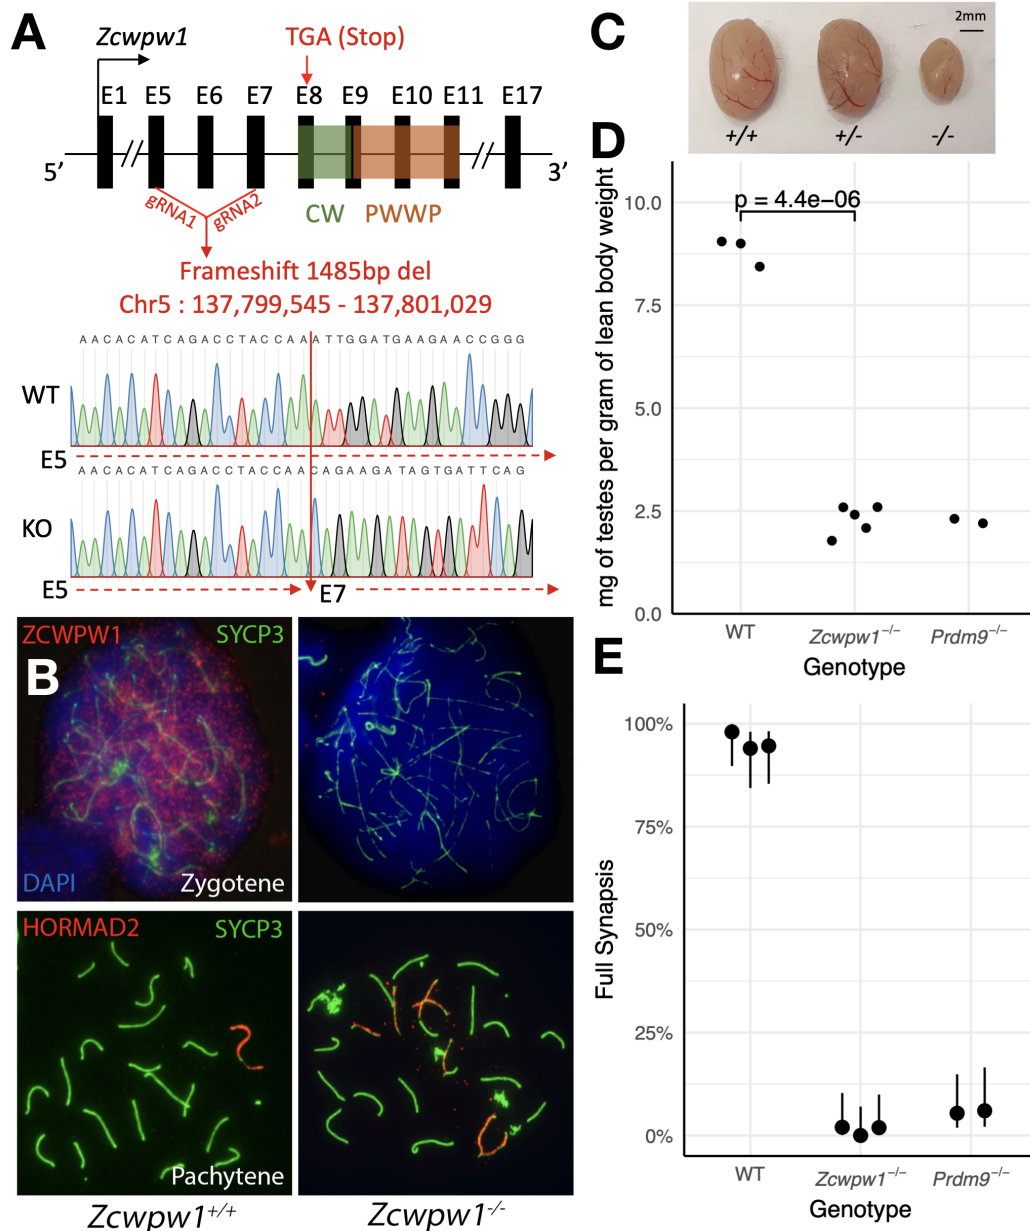 A
Zcwpw1
TGA (Stop)
E1 E5 E6 E7 E8 E9 E10 E11 E17
5’ 3’
gRNA1 gRNA2
CW PWWP
Frameshift 1485bp del
Chr5 : 137,799,545 - 137,801,029
A A C A C A T C A G A C C T A C C A A A T T G G A T G A A G A A C C G G G
WT
E5
A A C A C A T C A G A C C T A C C A A C A G A A G A T A G T G A T T C A G
KO
E5 E7
B
ZCWPW1 SYCP3
DAPI Zygotene
HORMAD2 SYCP3
Pachytene
Zcwpw1+/+ Zcwpw1-/-
C
2mm
+/+ +/- -/-
D
mg of testes per gram of lean body weight
p = 4.4e−06
10.0
7.5
5.0
2.5
0.0
WT Zcwpw1−/− Prdm9−/−
Genotype
E
Full Synapsis
100%
75%
50%
25%
0%
WT Zcwpw1−/− Prdm9−/−
Genotype